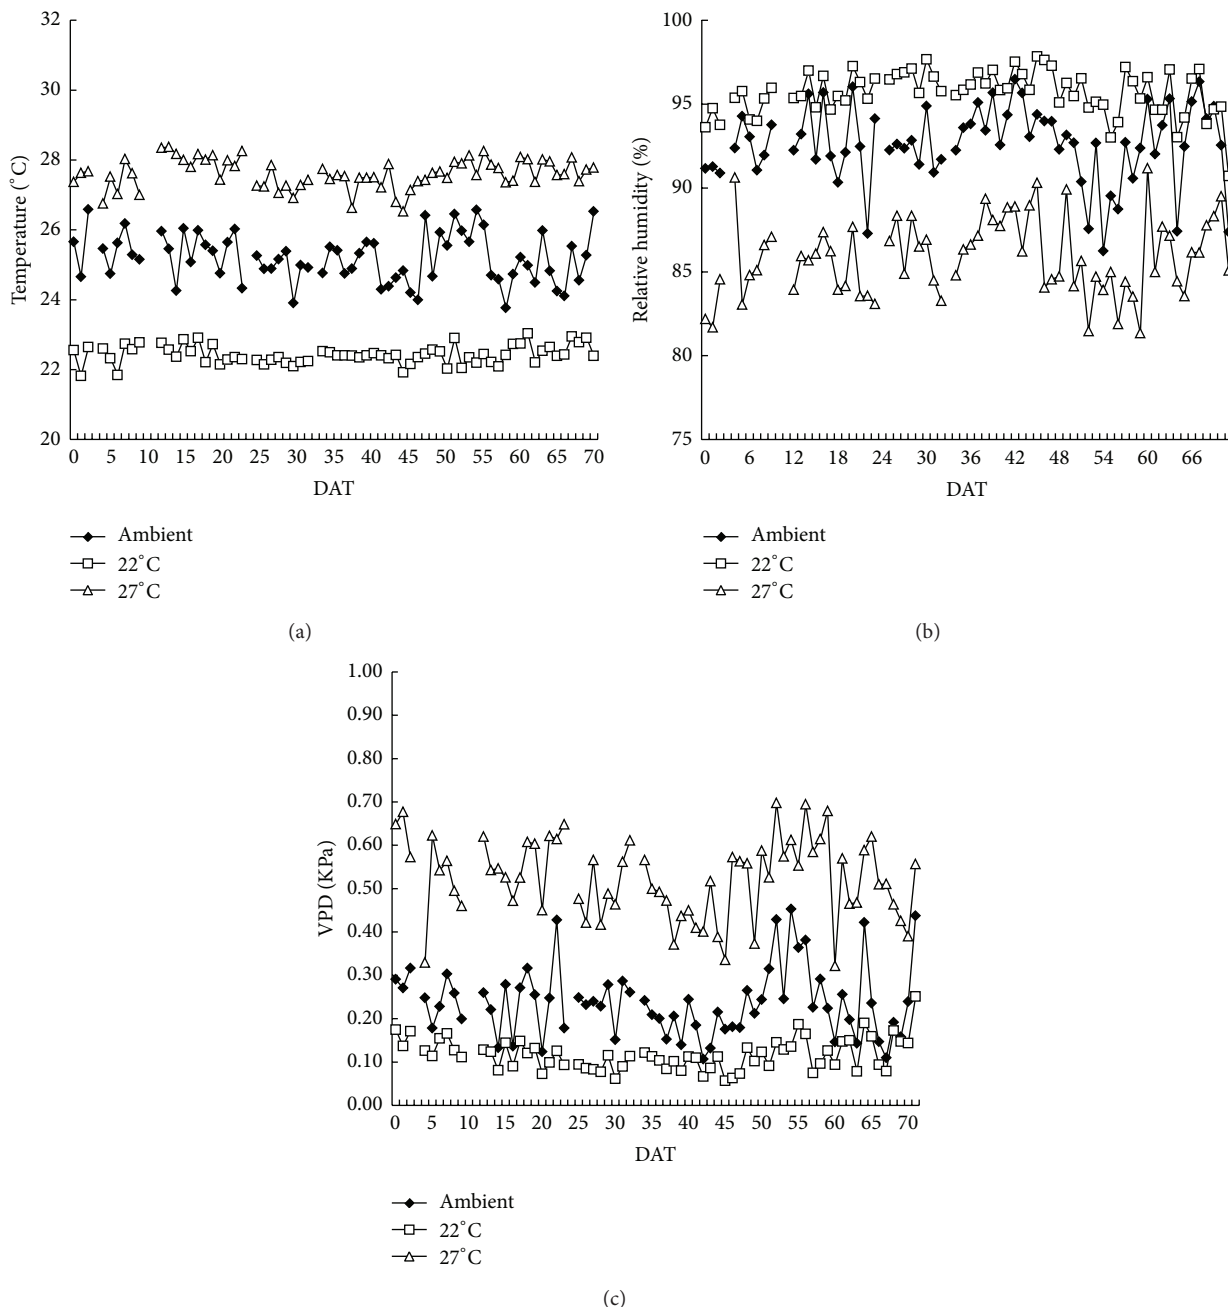 32
30
28
26
24
22
20
Temperature (°C)
0 5 10 15 20 25 30 35 40 45 50 55 60 65 70
DAT
Ambient
22°C
27°C
(a)
100
95
90
85
80
75
Relative humidity (%)
0 6 12 18 24 30 36 42 48 54 60 66
DAT
Ambient
22°C
27°C
(b)
1.00
0.90
0.80
0.70
0.60
0.50
0.40
0.30
0.20
0.10
0.00
VPD (KPa)
0 5 10 15 20 25 30 35 40 45 50 55 60 65 70
DAT
Ambient
22°C
27°C
(c)